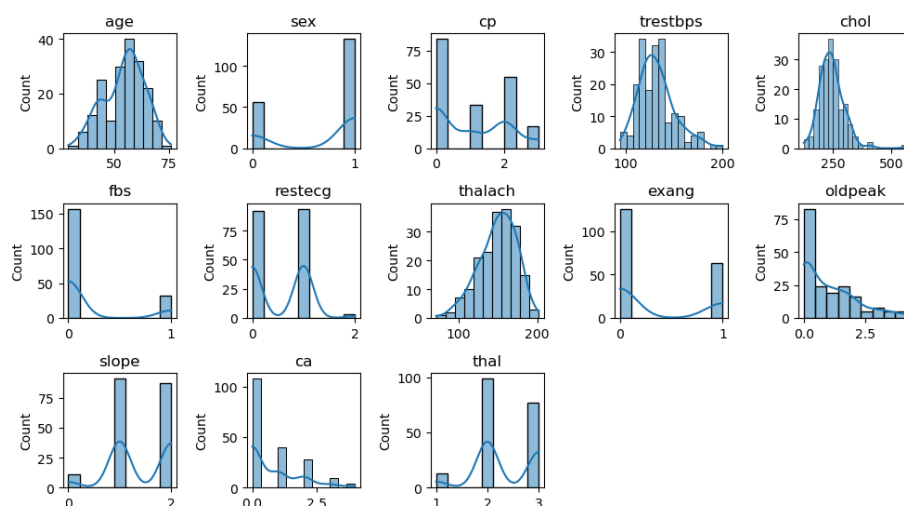 age
40
20
0
Count
50
75
sex
100
50
0
Count
0
1
cp
75
50
25
0
Count
0
2
trestbps
30
20
10
0
Count
100
200
chol
30
20
10
0
Count
250
500
fbs
150
100
50
0
Count
0
1
restecg
75
50
25
0
Count
0
1
2
thalach
30
20
10
0
Count
100
200
exang
100
50
0
Count
0
1
oldpeak
75
50
25
0
Count
0.0
2.5
slope
75
50
25
0
Count
0
1
2
ca
100
50
0
Count
0.0
2.5
thal
100
50
0
Count
1
2
3